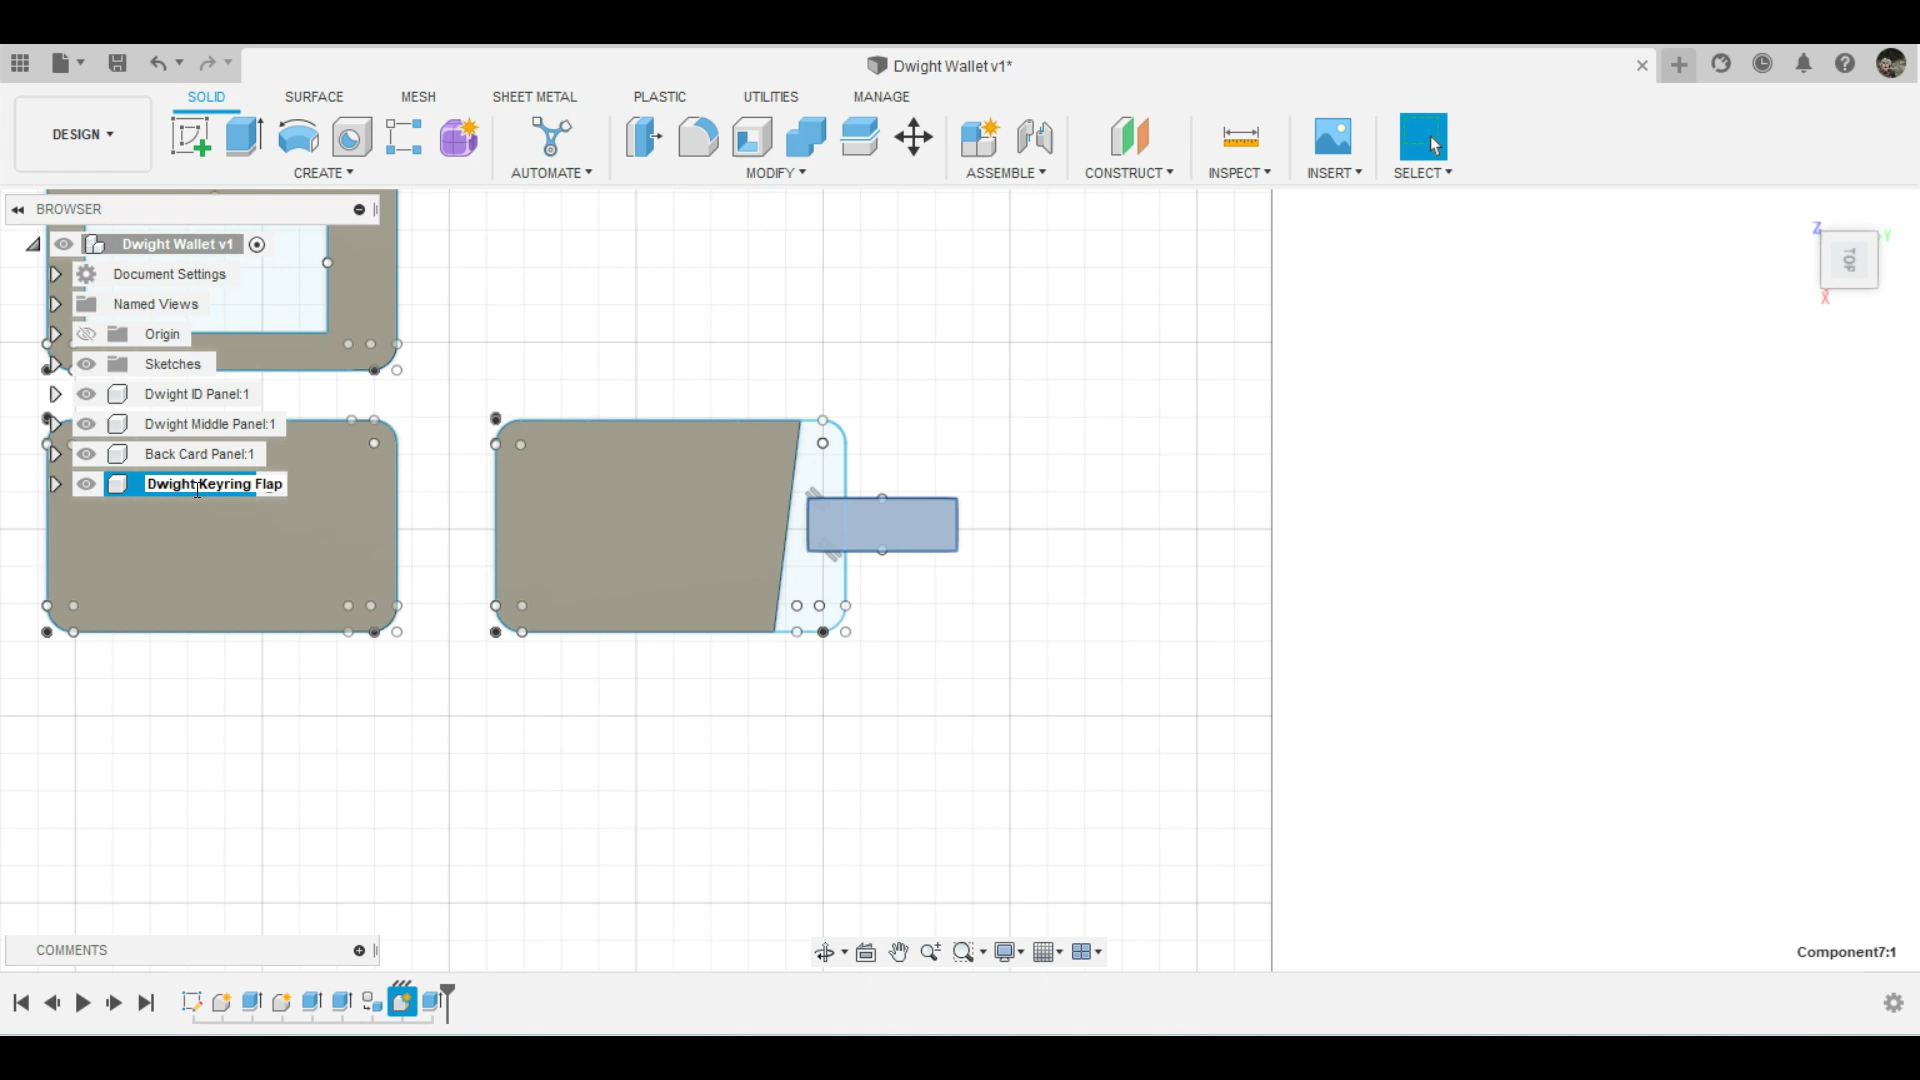 Dwight Wallet v1*
DESIGN
SOLID SURFACE MESH SHEET METAL PLASTIC UTILITIES MANAGE
CREATE AUTOMATE MODIFY ASSEMBLE CONSTRUCT INSPECT INSERT SELECT
BROWSER
Dwight Wallet v1
Document Settings
Named Views
Origin
Sketches
Dwight ID Panel:1
Dwight Middle Panel:1
Back Card Panel:1
Dwight Keyring Flap
Z
Y
TOP
X
COMMENTS
Component7:1